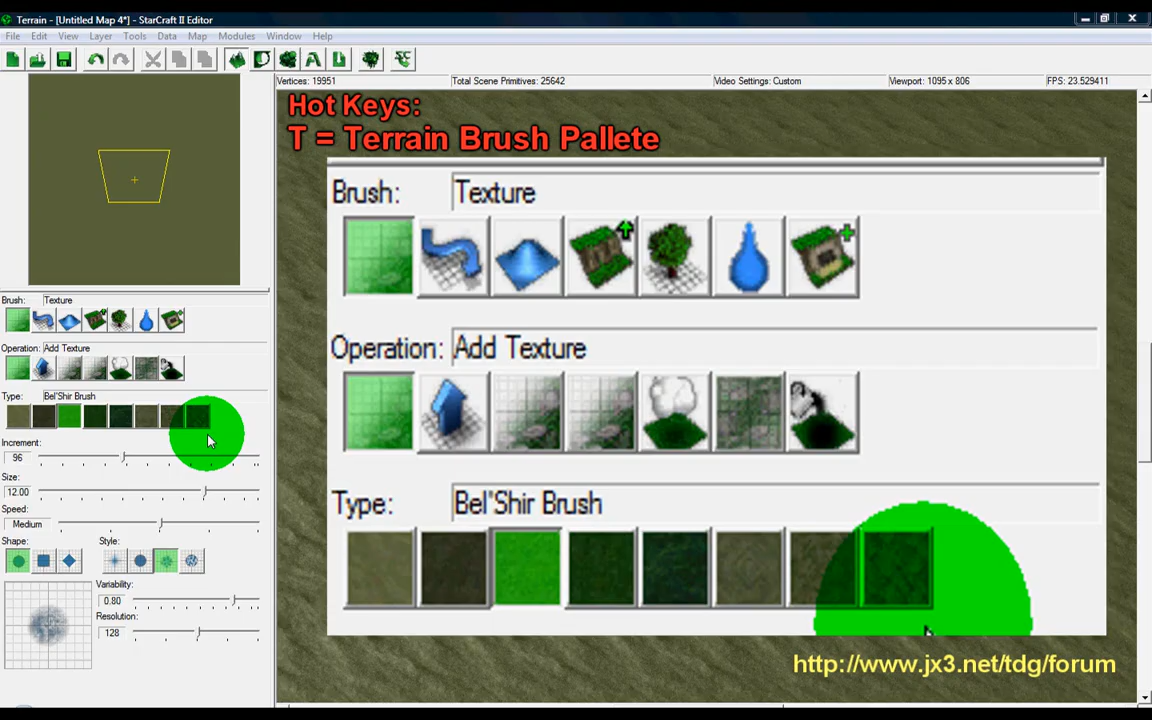 Terrain - [Untitled Map 4*] - StarCraft II Editor
File Edit View Layer Tools Data Map Modules Window Help
Vertices: 19951 Total Scene Primitives: 25642 Video Settings: Custom Viewport: 1095 x 806 FPS: 23.529411
Hot Keys:
T = Terrain Brush Pallete
Brush: Texture
Operation: Add Texture
Type: Bel'Shir Brush
Brush: Texture
Operation: Add Texture
Type: Bel'Shir Brush
Increment:
96
Size:
12.00
Speed:
Medium
Shape: Style:
Variability:
0.80
Resolution:
128
http://www.jx3.net/tdg/forum